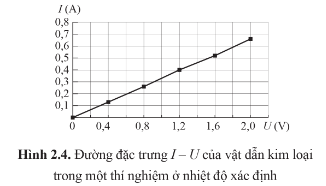 I (A)
0,8
0,7
0,6
0,5
0,4
0,3
0,2
0,1
0 0,4 0,8 1,2 1,6 2,0 U (V)
Hình 2.4. Đường đặc trưng I – U của vật dẫn kim loại
trong một thí nghiệm ở nhiệt độ xác định